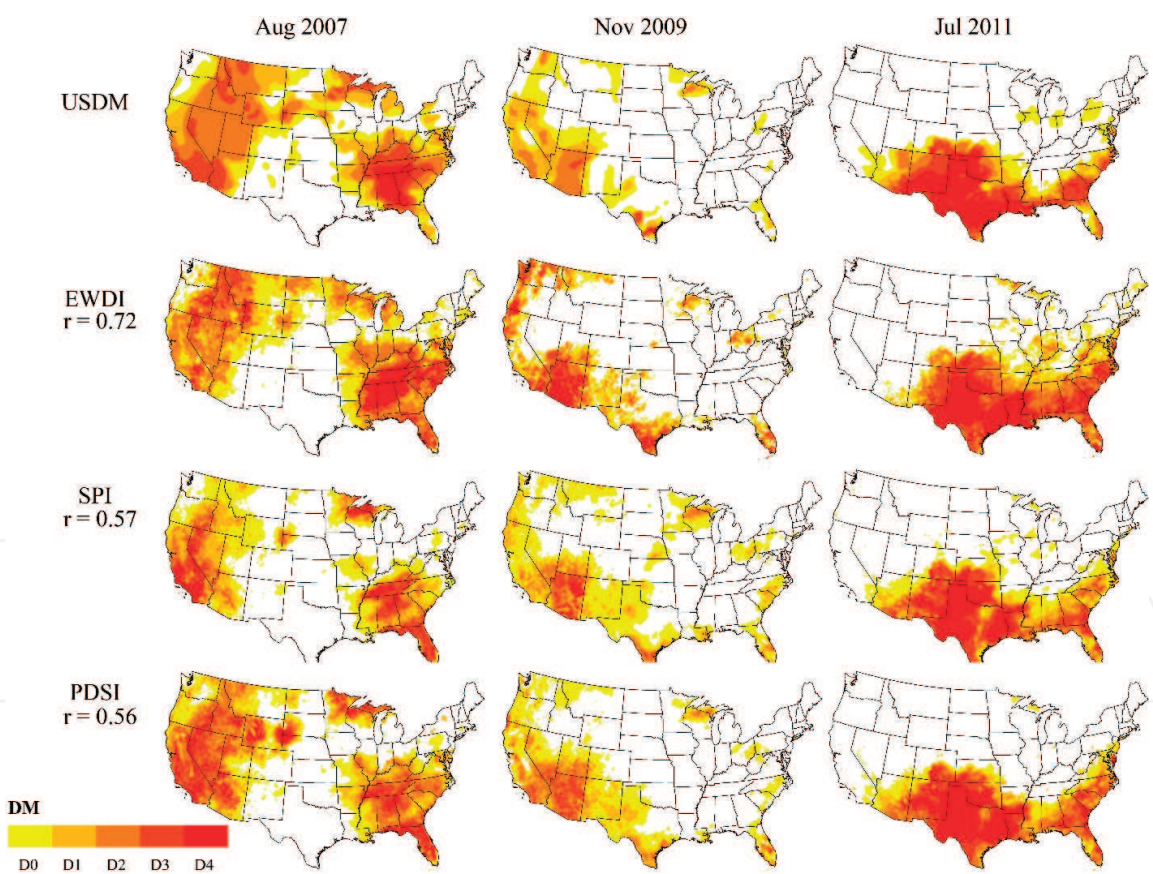 Aug 2007 Nov 2009 Jul 2011
USDM
EWDI
r = 0.72
SPI
r = 0.57
PDSI
r = 0.56
DM
D0 D1 D2 D3 D4